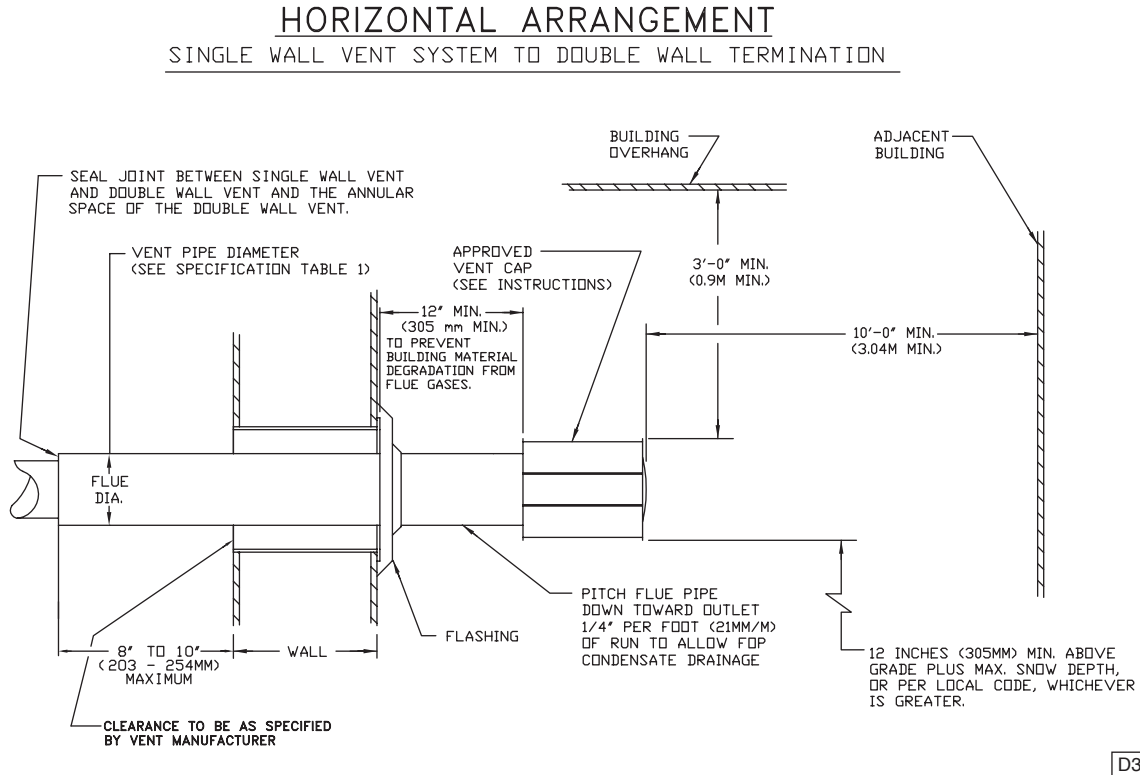 HORIZONTAL ARRANGEMENT
SINGLE WALL VENT SYSTEM TO DOUBLE WALL TERMINATION
BUILDING
OVERHANG
ADJACENT
BUILDING
SEAL JOINT BETWEEN SINGLE WALL VENT
AND DOUBLE WALL VENT AND THE ANNULAR
SPACE OF THE DOUBLE WALL VENT.
VENT PIPE DIAMETER
(SEE SPECIFICATION TABLE 1)
APPROVED
VENT CAP
(SEE INSTRUCTIONS)
3'-0" MIN.
(0.9M MIN.)
12" MIN.
(305 mm MIN.)
TO PREVENT
BUILDING MATERIAL
DEGRADATION FROM
FLUE GASES.
10'-0" MIN.
(3.04M MIN.)
FLUE
DIA.
PITCH FLUE PIPE
DOWN TOWARD OUTLET
1/4" PER FOOT (21MM/M)
OF RUN TO ALLOW FOP
CONDENSATE DRAINAGE
FLASHING
8" TO 10"
(203 - 254MM)
MAXIMUM
WALL
12 INCHES (305MM) MIN. ABOVE
GRADE PLUS MAX. SNOW DEPTH,
OR PER LOCAL CODE, WHICHEVER
IS GREATER.
CLEARANCE TO BE AS SPECIFIED
BY VENT MANUFACTURER
D3